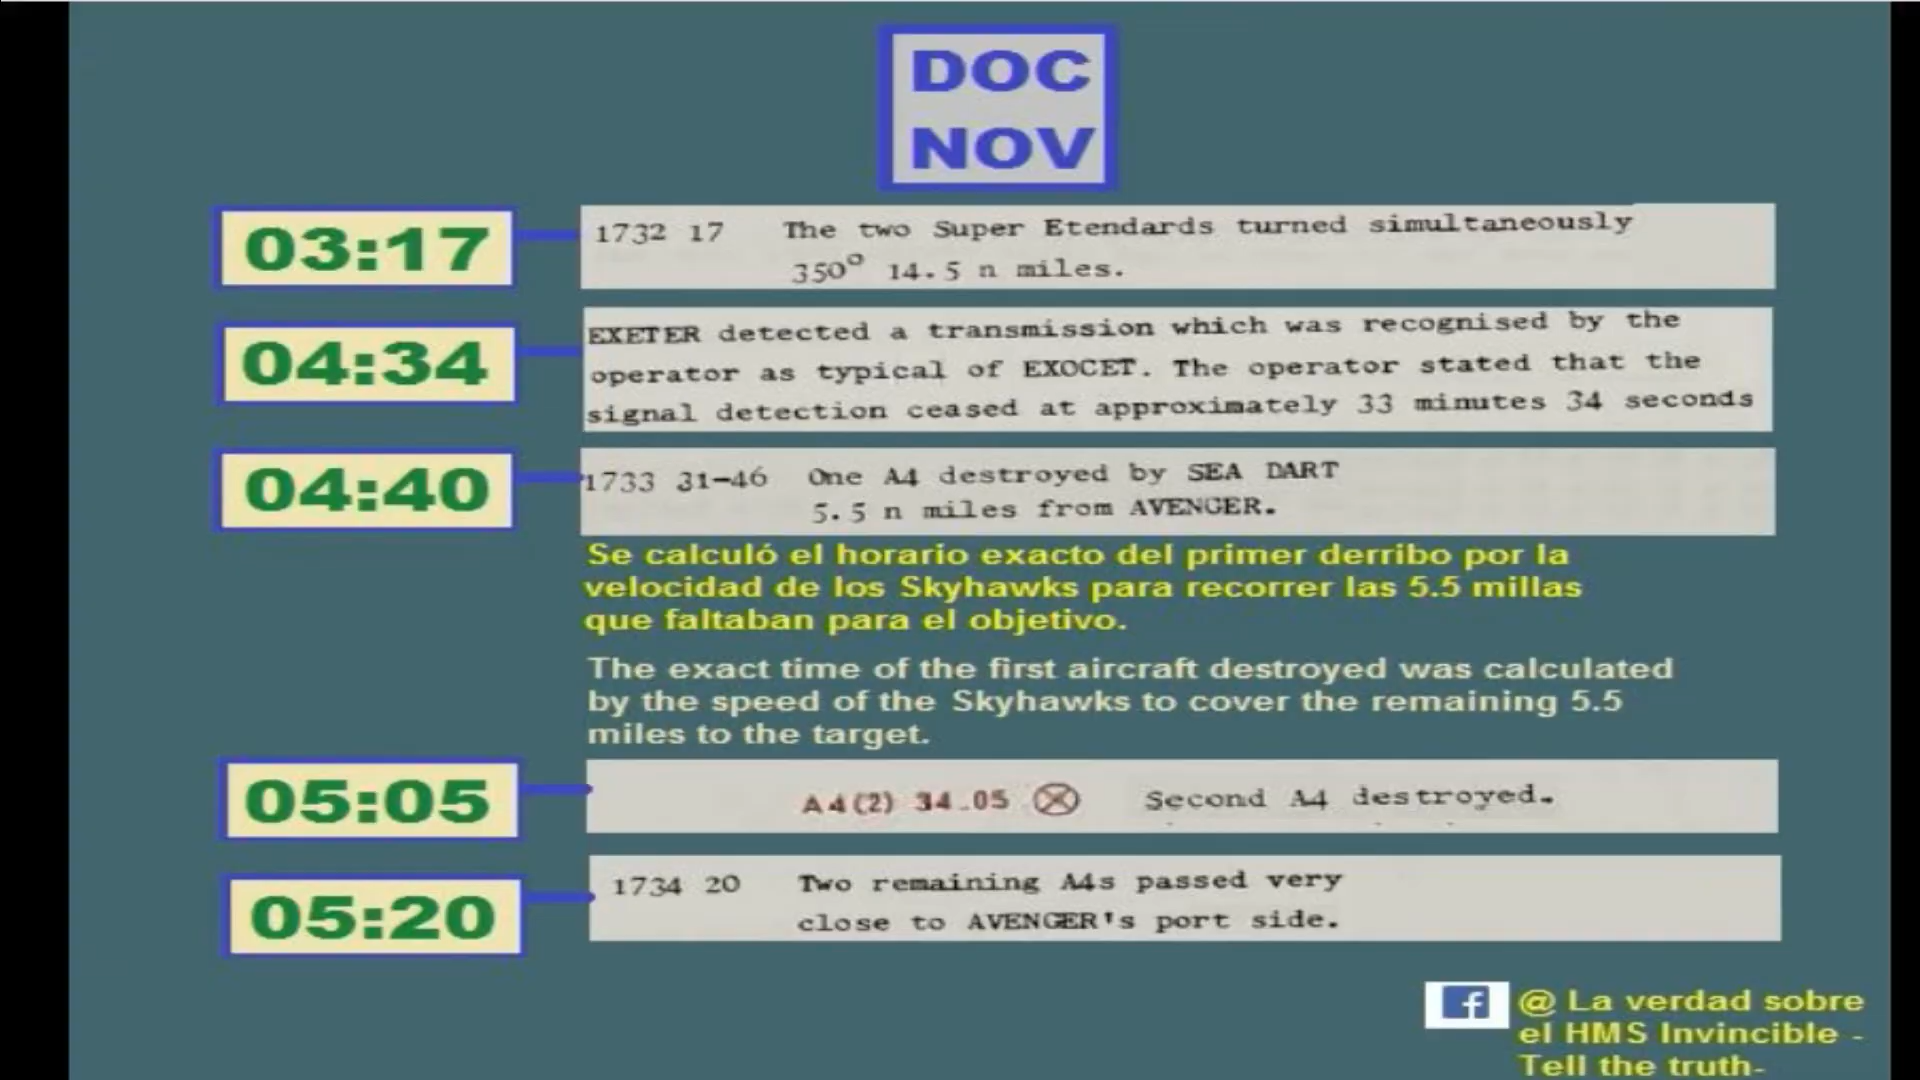 DOC
NOV
03:17
1732 17 The two Super Etendards turned simultaneously
350° 14.5 n miles.
04:34
EXETER detected a transmission which was recognised by the
operator as typical of EXOCET. The operator stated that the
signal detection ceased at approximately 33 minutes 34 seconds
04:40
1733 31-46 One A4 destroyed by SEA DART
5.5 n miles from AVENGER.
Se calculó el horario exacto del primer derribo por la
velocidad de los Skyhawks para recorrer las 5.5 millas
que faltaban para el objetivo.
The exact time of the first aircraft destroyed was calculated
by the speed of the Skyhawks to cover the remaining 5.5
miles to the target.
05:05
A4(2) 34.05 Second A4 destroyed.
05:20
1734 20 Two remaining A4s passed very
close to AVENGER's port side.
f @ La verdad sobre
el HMS Invincible -
Tell the truth-